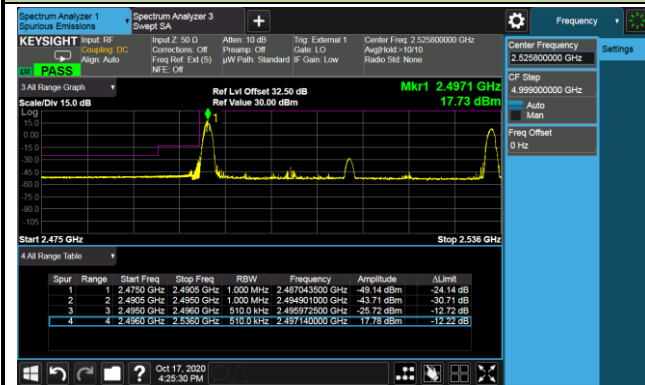 Spectrum Analyzer 1
Spurious Emissions
Spectrum Analyzer 3
Swept SA
+
Frequency
KEYSIGHT
Input: RF
Coupling: DC
Align: Auto
Input Z: 50 Ω
Corrections: Off
Freq Ref: Ext (S)
NFE: Off
Atten: 10 dB
Preamp: Off
µW Path: Standard
Trig: External 1
Gate: LO
IF Gain: Low
Center Freq: 2.525800000 GHz
Avg|Hold:>10/10
Radio Std: None
PASS
Center Frequency
2.525800000 GHz
Settings
CF Step
4.999000000 GHz
Auto
Man
Freq Offset
0 Hz
3 All Range Graph
Scale/Div 15.0 dB
Ref Lvl Offset 32.50 dB
Ref Value 30.00 dBm
Mkr1 2.4971 GHz
17.73 dBm
Log
15.0
0.00
-15.0
-30.0
-45.0
-60.0
-75.0
-90.0
-105
1
Start 2.475 GHz
Stop 2.536 GHz
4 All Range Table
Spur Range Start Freq Stop Freq RBW Frequency Amplitude ΔLimit
1 1 2.4750 GHz 2.4905 GHz 1.000 MHz 2.487043500 GHz -49.14 dBm -24.14 dB
2 2 2.4905 GHz 2.4950 GHz 1.000 MHz 2.494901000 GHz -43.71 dBm -30.71 dB
3 3 2.4950 GHz 2.4960 GHz 510.0 kHz 2.495972500 GHz -25.72 dBm -12.72 dB
4 4 2.4960 GHz 2.5360 GHz 510.0 kHz 2.497140000 GHz 17.78 dBm -12.22 dB
?
Oct 17, 2020
4:25:30 PM